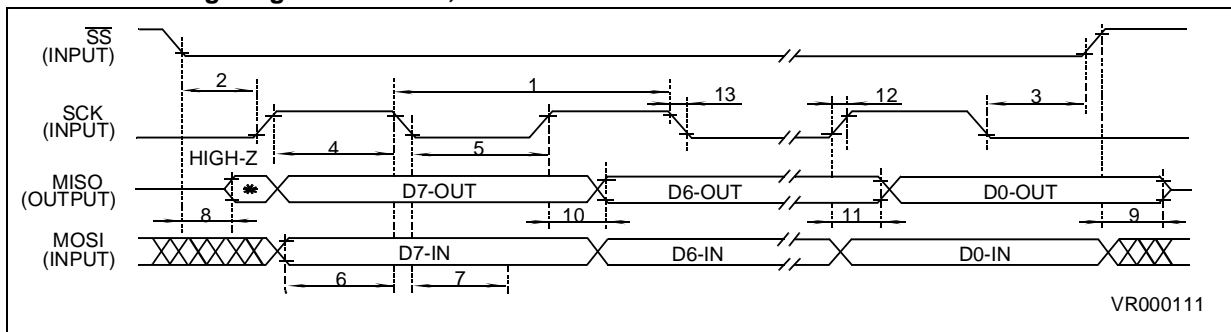 SS
(INPUT)
2
1
13
12
3
SCK
(INPUT)
4
5
HIGH-Z
MISO
(OUTPUT)
*
D7-OUT
D6-OUT
D0-OUT
8
10
11
9
MOSI
(INPUT)
D7-IN
D6-IN
D0-IN
6
7
VR000111